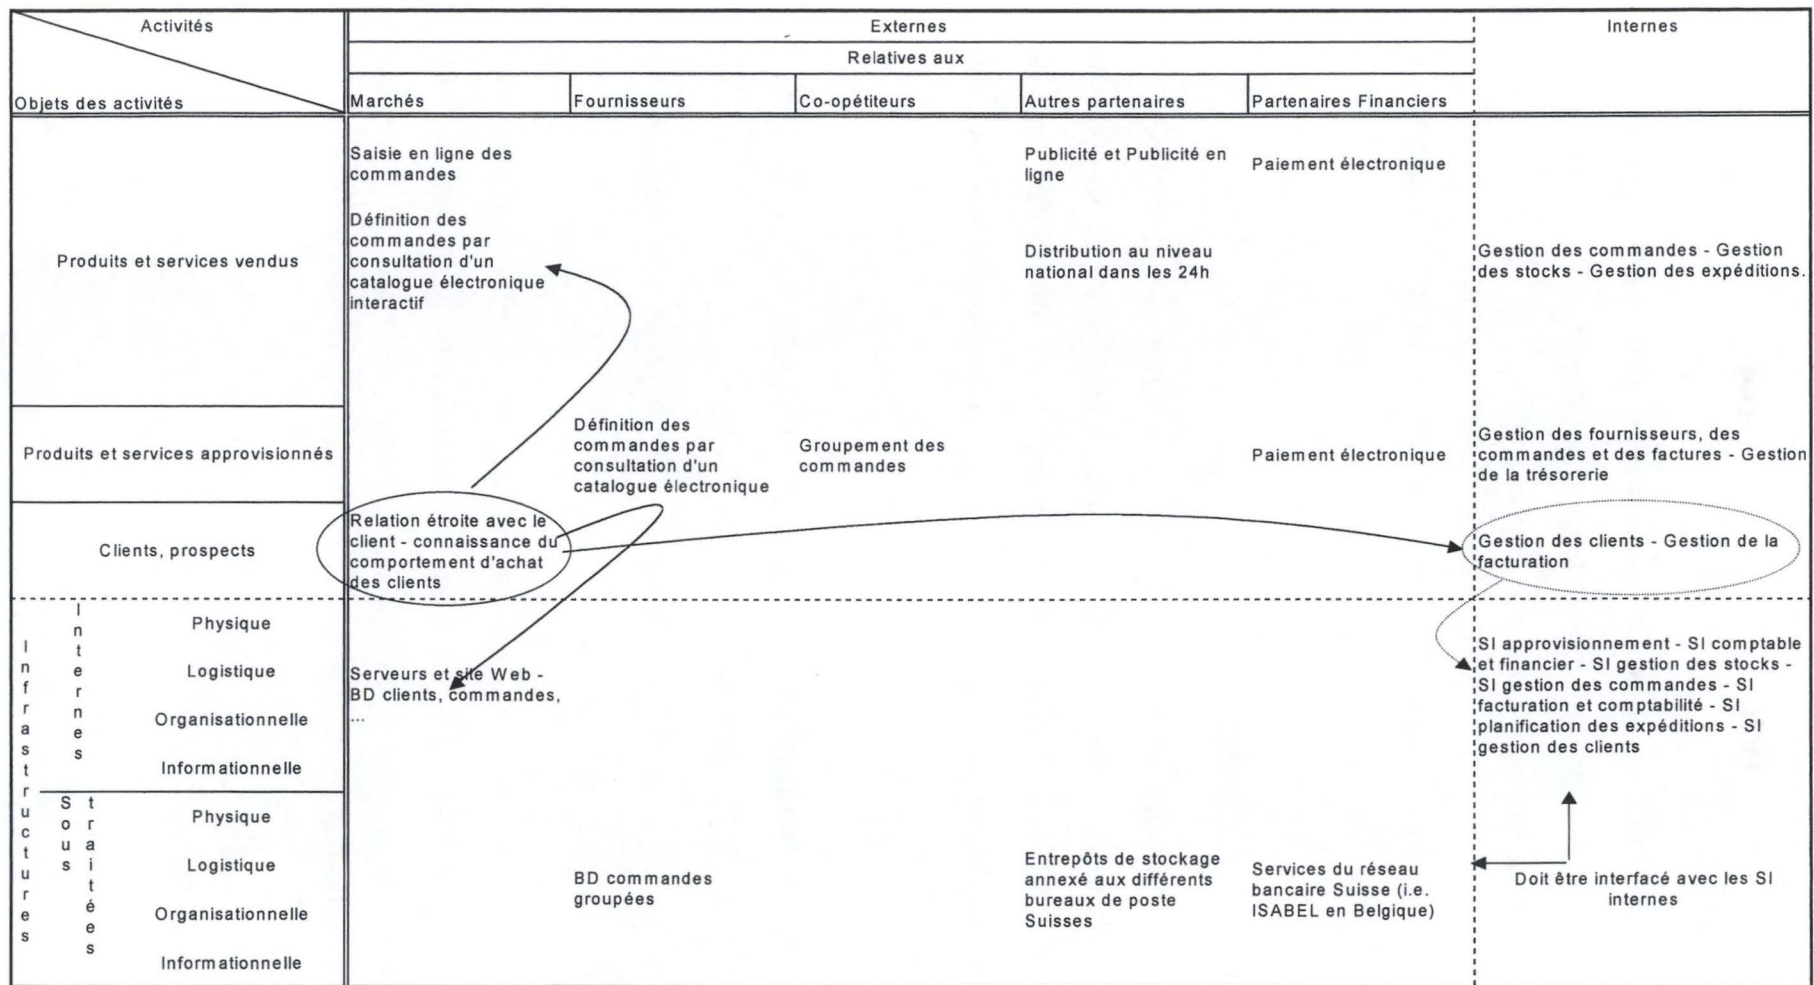 Activités
Externes
Internes
Relatives aux
Objets des activités
Marchés
Fournisseurs
Co-opétiteurs
Autres partenaires
Partenaires Financiers
Produits et services vendus
Saisie en ligne des
commandes
Définition des
commandes par
consultation d'un
catalogue électronique
interactif
Publicité et Publicité en
ligne
Distribution au niveau
national dans les 24h
Paiement électronique
Gestion des commandes - Gestion
des stocks - Gestion des expéditions.
Produits et services approvisionnés
Définition des
commandes par
consultation d'un
catalogue électronique
Groupement des
commandes
Paiement électronique
Gestion des fournisseurs, des
commandes et des factures - Gestion
de la trésorerie
Clients, prospects
Relation étroite avec le
client - connaissance du
comportement d'achat
des clients
Gestion des clients - Gestion de la
facturation
Infrastructures
Internes
Physique
Logistique
Organisationnelle
Informationnelle
Serveurs et site Web -
BD clients, commandes,
...
SI approvisionnement - SI comptable
et financier - SI gestion des stocks -
SI gestion des commandes - SI
facturation et comptabilité - SI
planification des expéditions - SI
gestion des clients
Sous
traitées
Physique
Logistique
Organisationnelle
Informationnelle
BD commandes
groupées
Entrepôts de stockage
annexé aux différents
bureaux de poste
Suisses
Services du réseau
bancaire Suisse (i.e.
ISABEL en Belgique)
Doit être interfacé avec les SI
internes